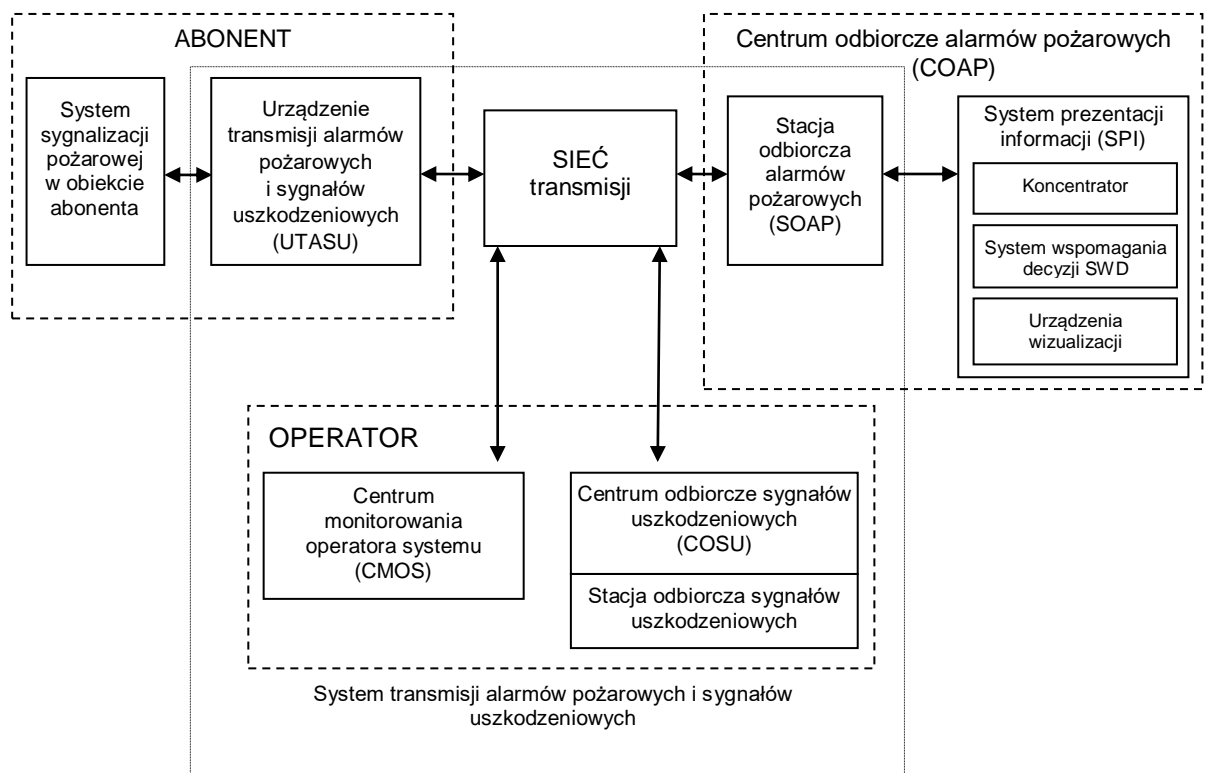 ABONENT
System
sygnalizacji
pożarowej
w obiekcie
abonenta
Urządzenie
transmisji alarmów
pożarowych
i sygnałów
uszkodzeniowych
(UTASU)
SIEĆ
transmisji
Centrum odbiorcze alarmów pożarowych
(COAP)
Stacja
odbiorcza
alarmów
pożarowych
(SOAP)
System prezentacji
informacji (SPI)
Koncentrator
System wspomagania
decyzji SWD
Urządzenia
wizualizacji
OPERATOR
Centrum
monitorowania
operatora systemu
(CMOS)
Centrum odbiorcze sygnałów
uszkodzeniowych
(COSU)
Stacja odbiorcza sygnałów
uszkodzeniowych
System transmisji alarmów pożarowych i sygnałów
uszkodzeniowych